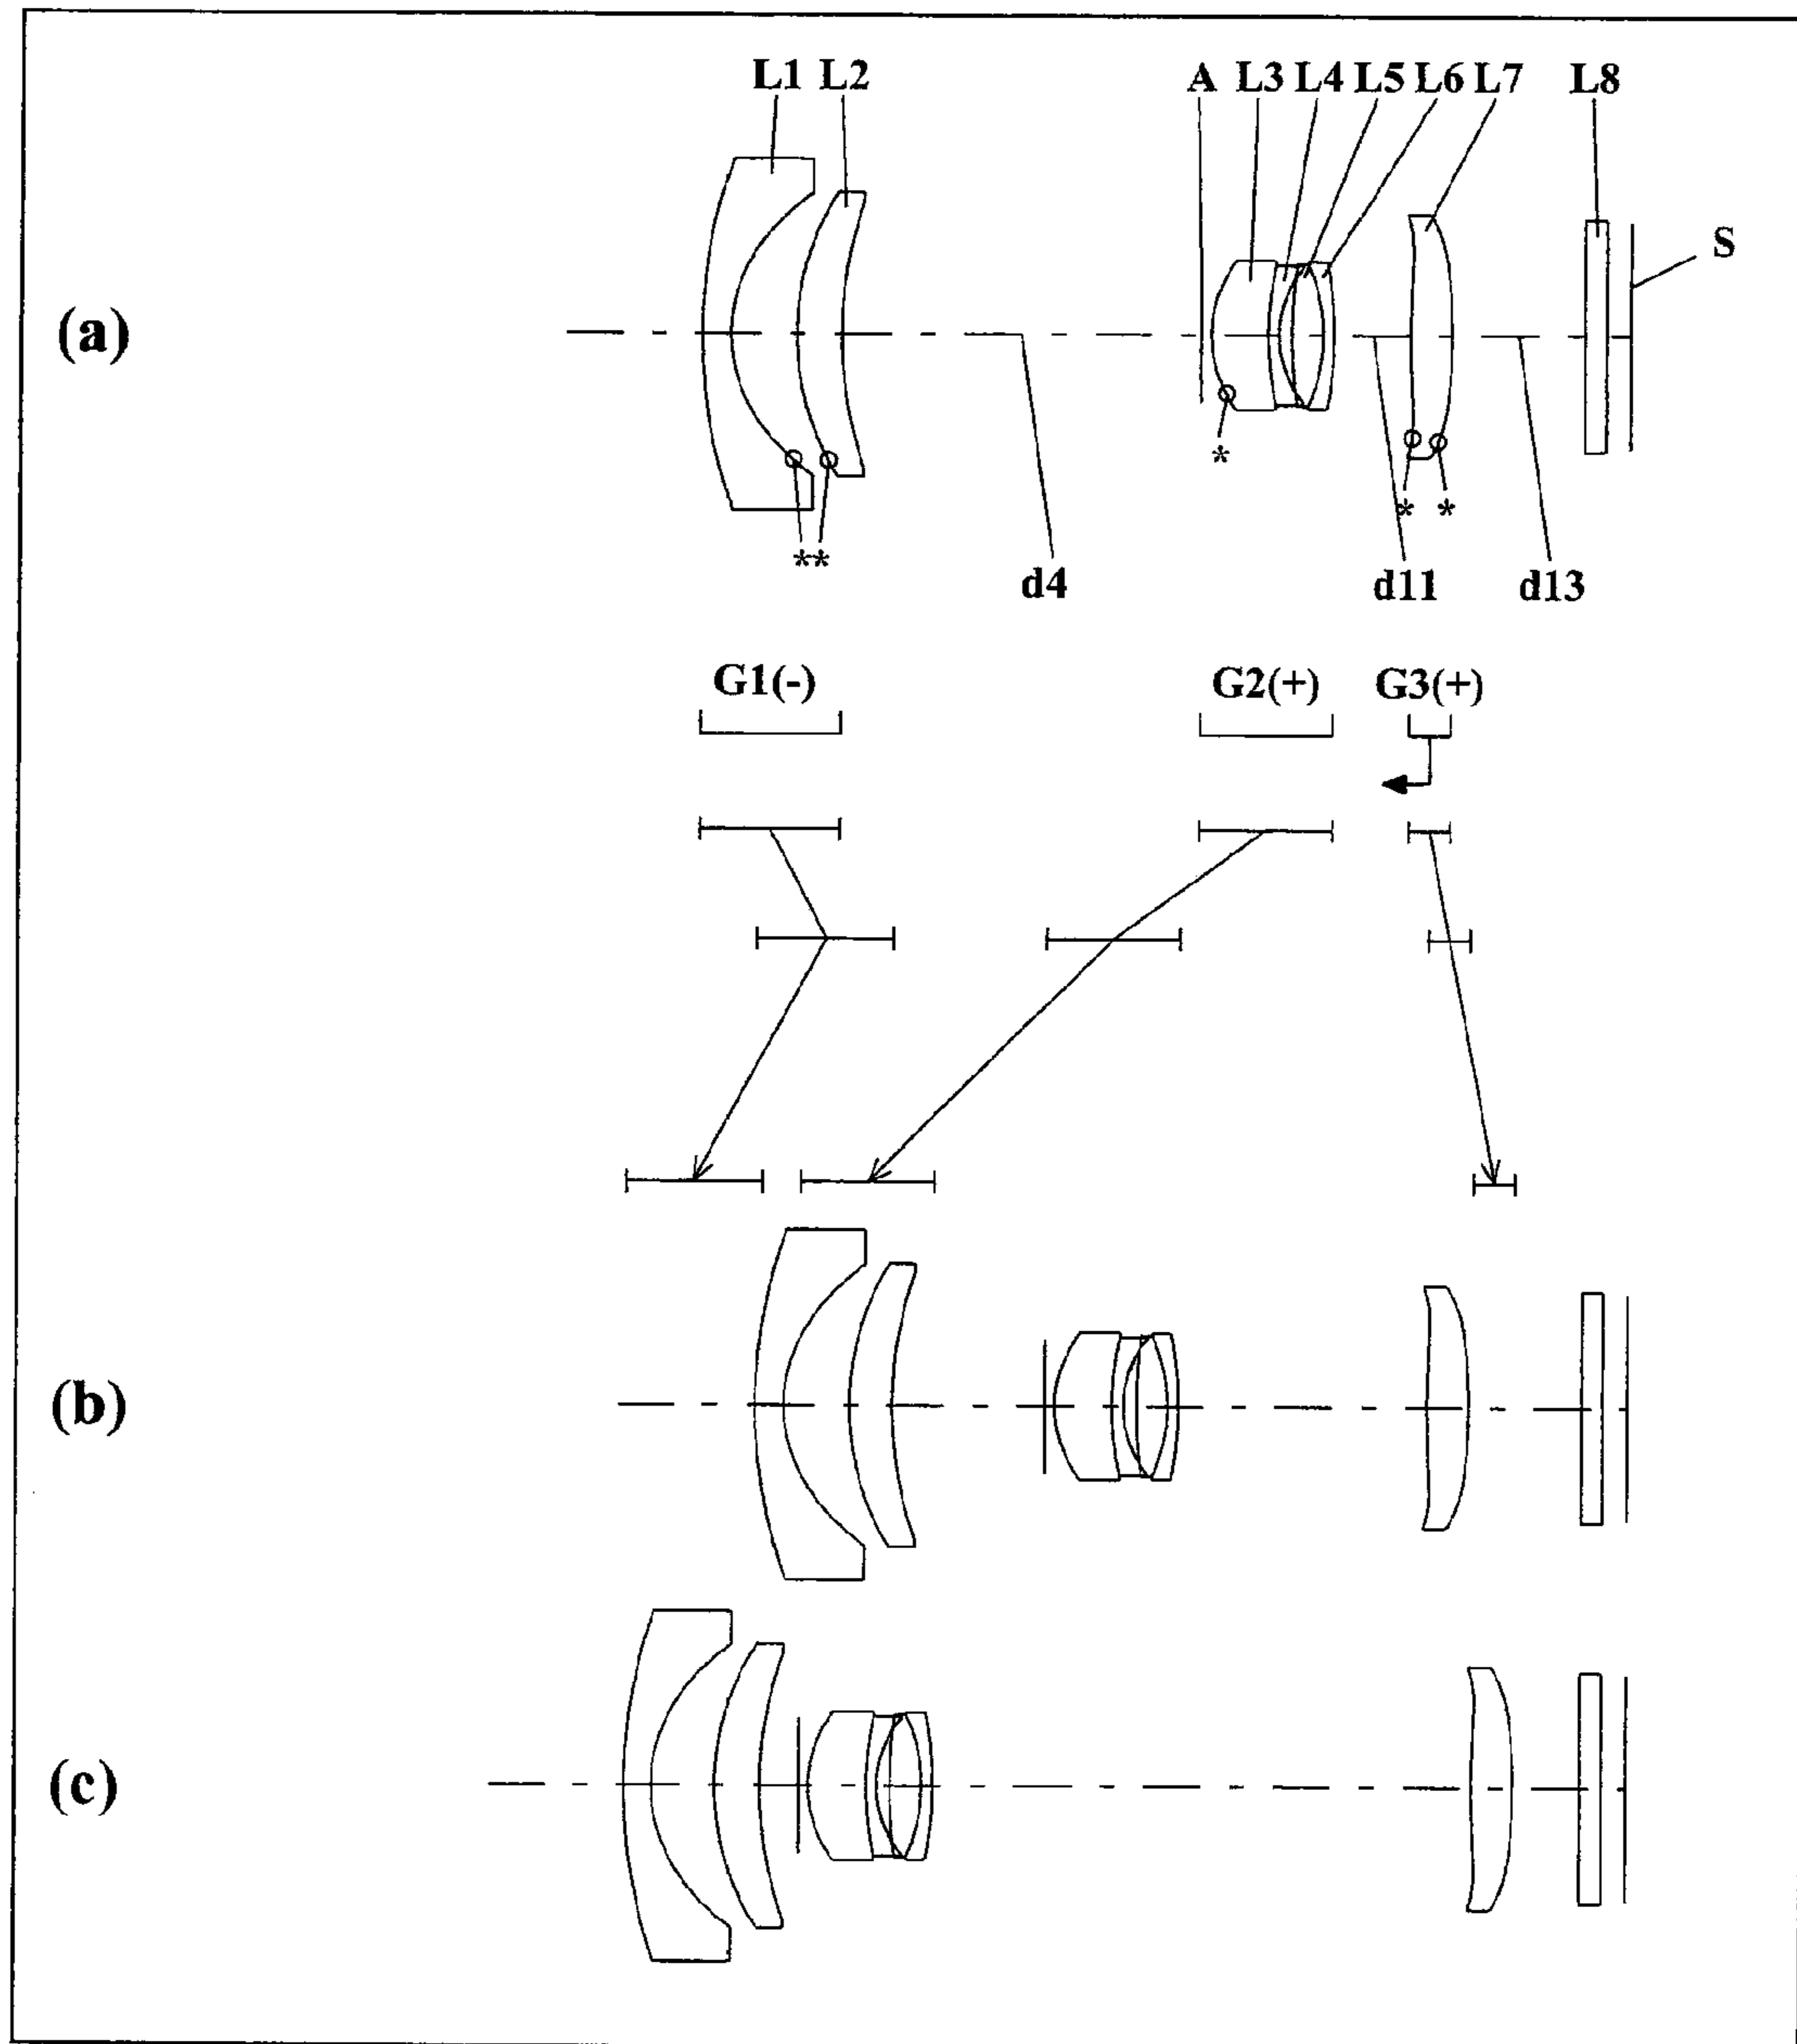 L1 L2 A L3 L4 L5 L6 L7 L8
S
(a)
*
* *
**
d4 d11 d13
G1(-) G2(+) G3(+)
(b)
(c)